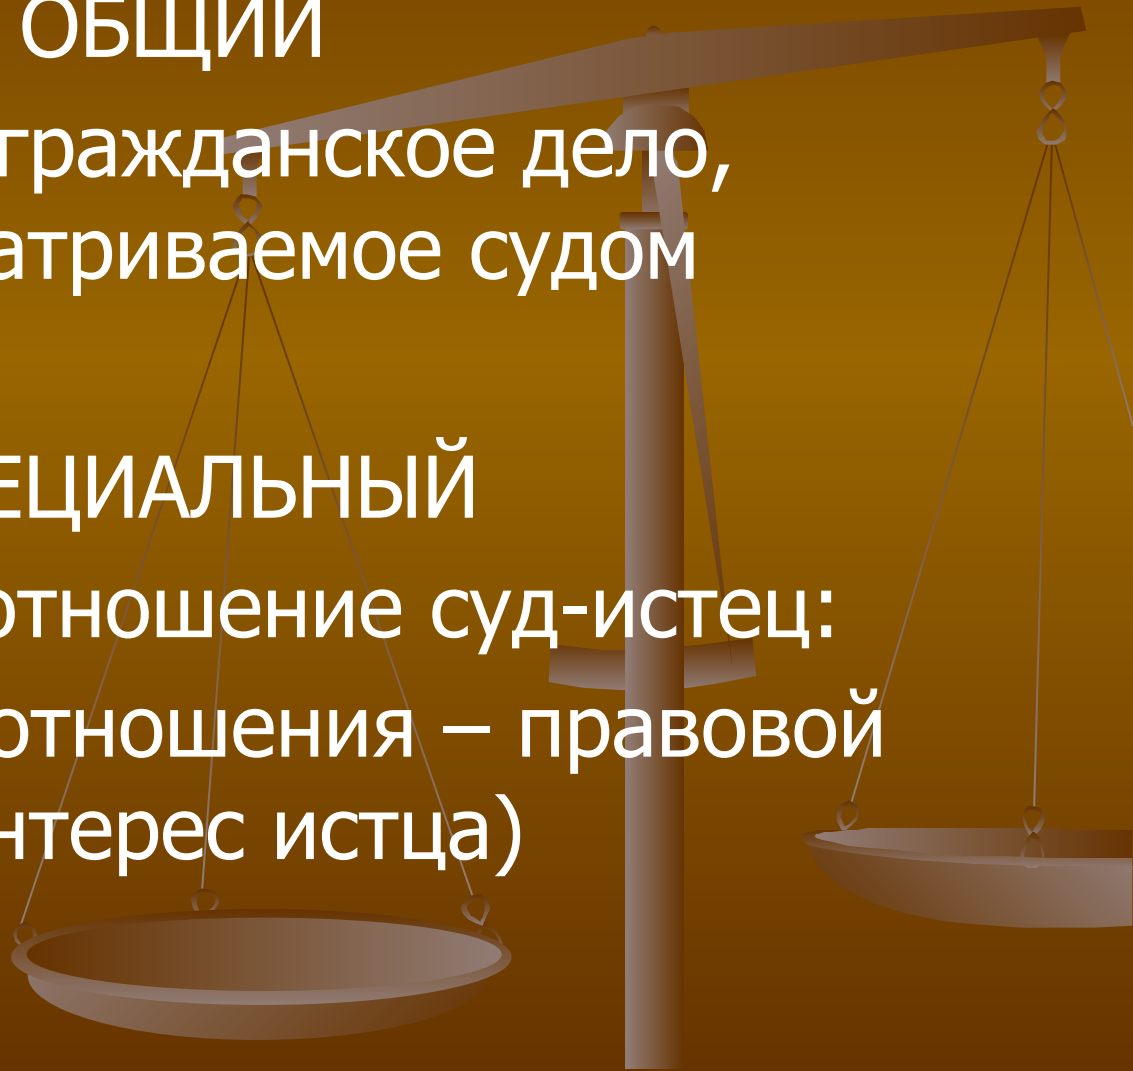 ОБЩИЙ
гражданское дело,
атриваемое судом
ЕЦИАЛЬНЫЙ
отношение суд-истец:
отношения – правовой
нтерес истца)